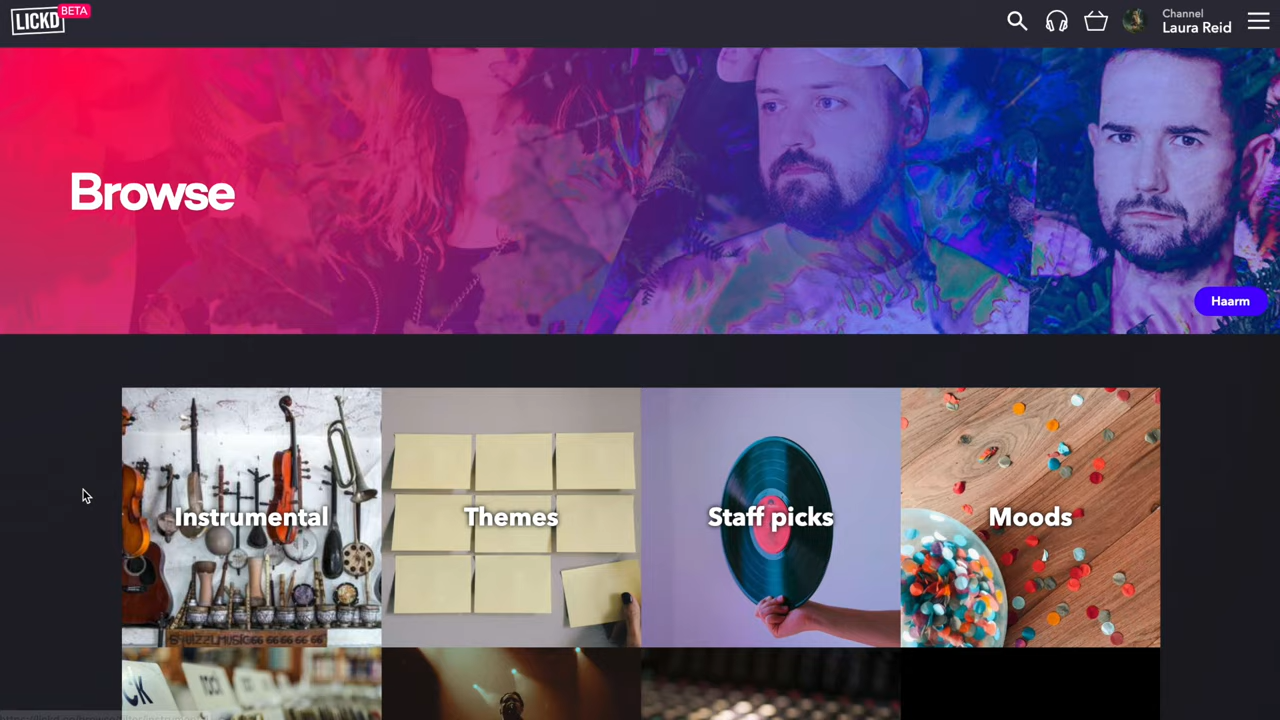 LICKD
BETA
Channel
Laura Reid
Browse
Haarm
Instrumental
Themes
Staff picks
Moods